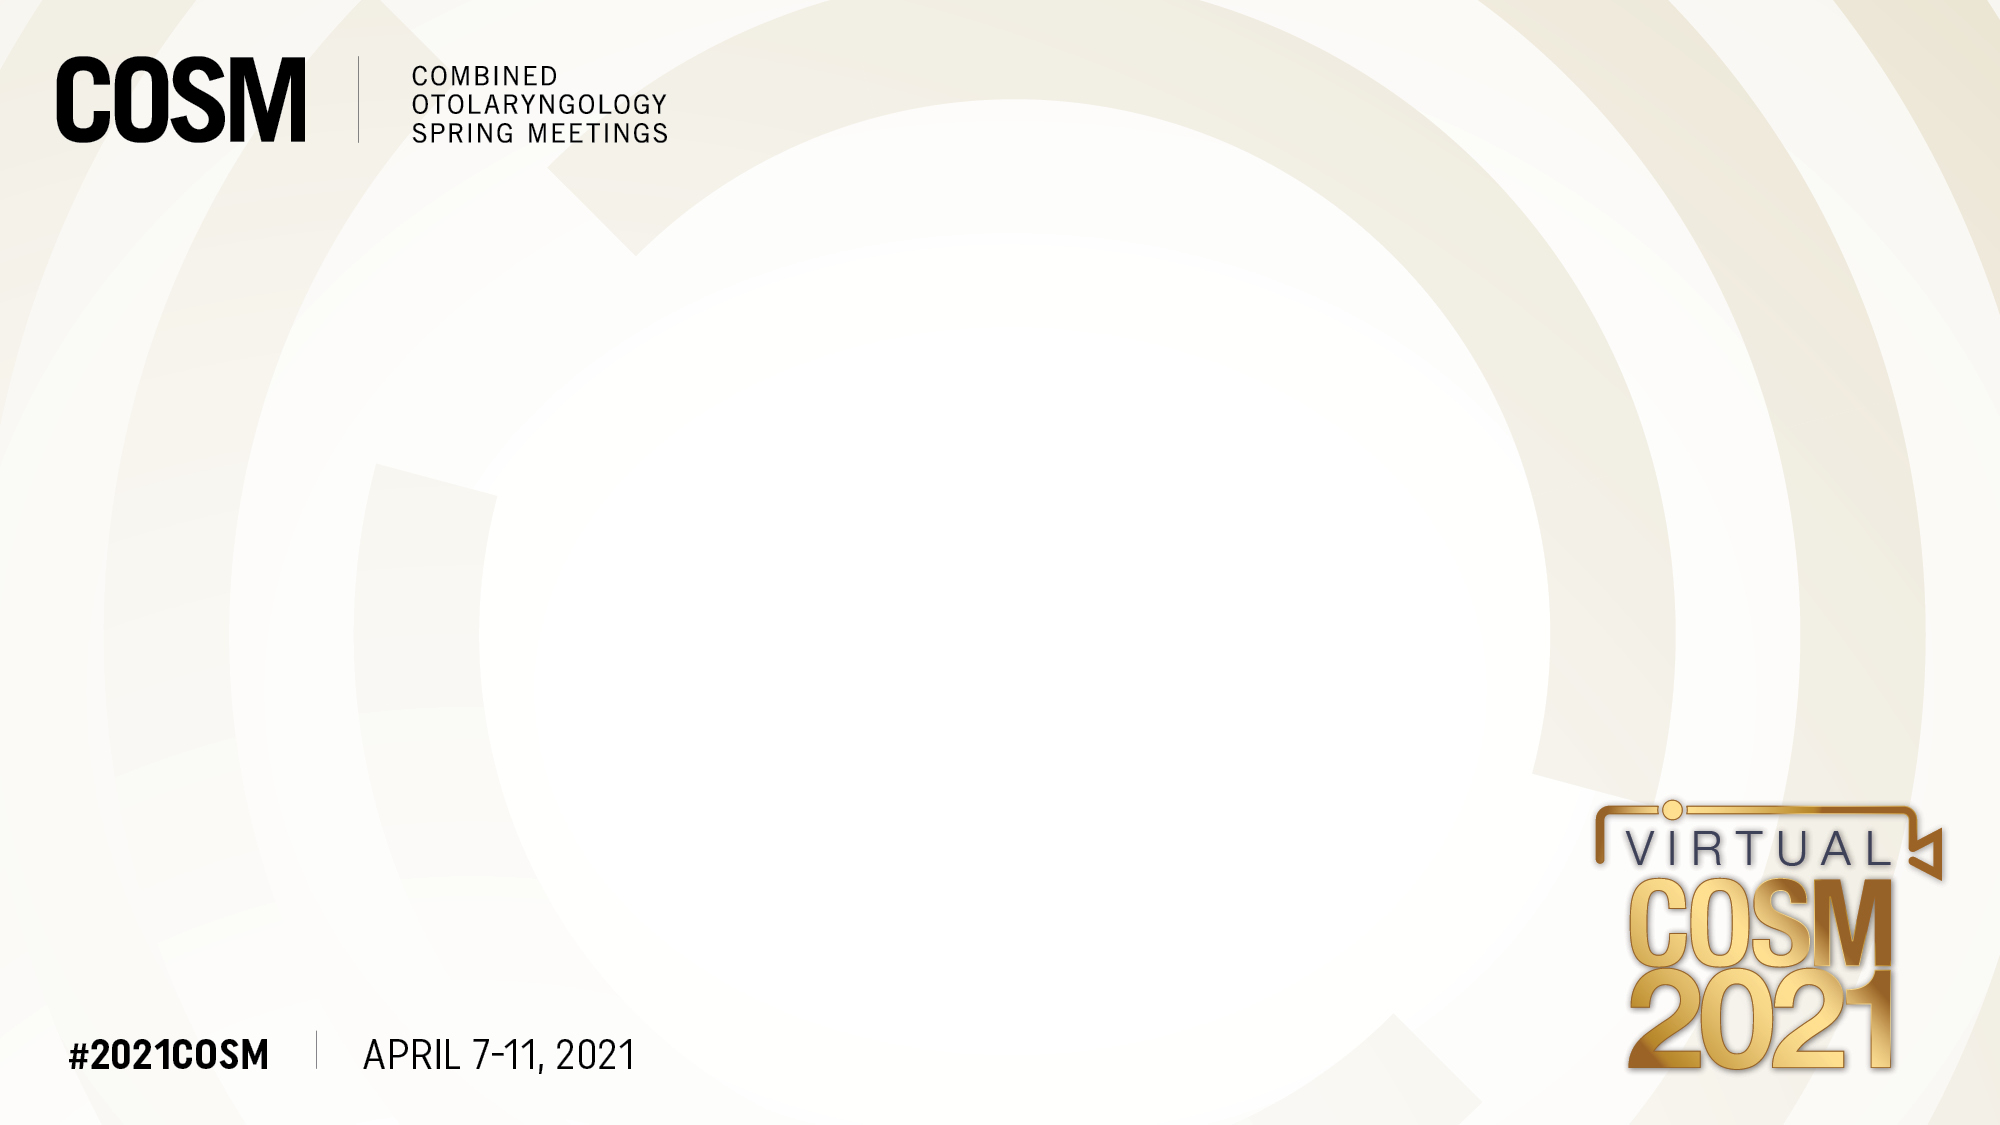 COSM
COMBINED
OTOLARYNGOLOGY
SPRING MEETINGS
VIRTUAL
COSM
2021
#2021COSM
APRIL 7-11, 2021